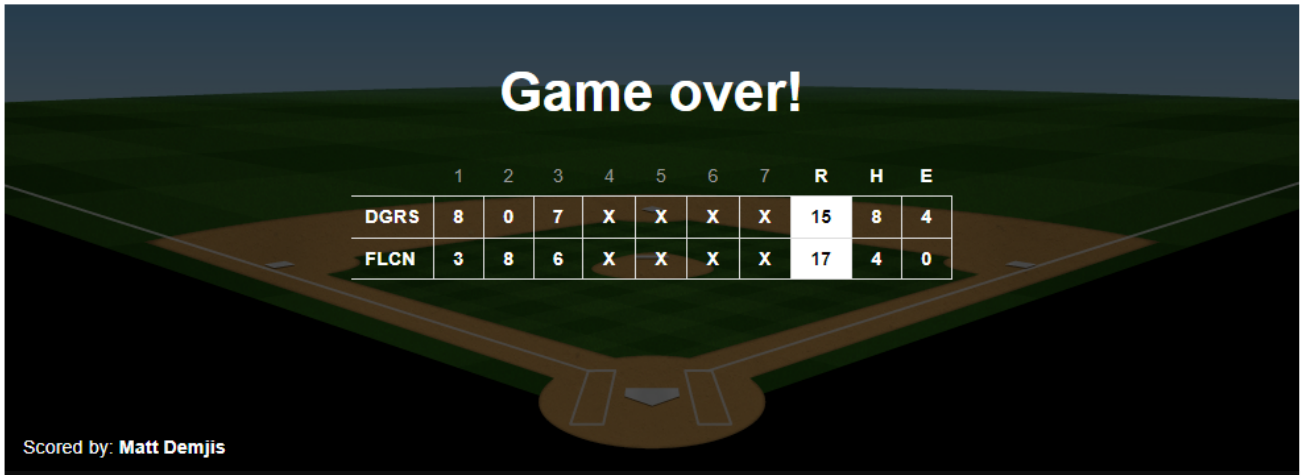 Game over!
1 2 3 4 5 6 7 R H E
DGRS 8 0 7 X X X X 15 8 4
FLCN 3 8 6 X X X X 17 4 0
Scored by: Matt Demjis